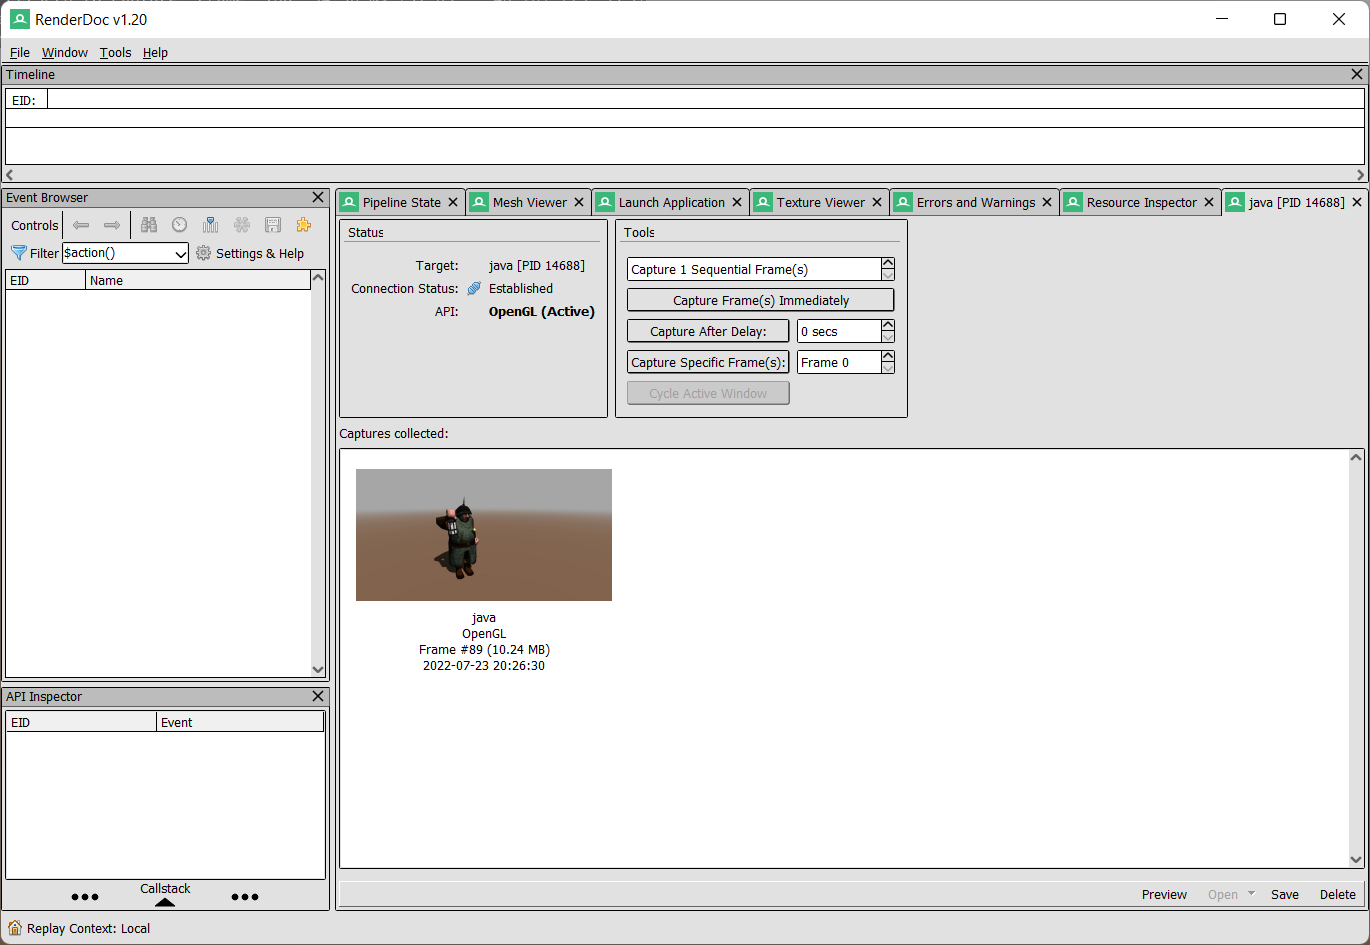 RenderDoc v1.20
File Window Tools Help
Timeline
EID:
Event Browser
Controls
Filter $action() Settings & Help
EID Name
API Inspector
EID Event
Callstack
Pipeline State Mesh Viewer Launch Application Texture Viewer Errors and Warnings Resource Inspector java [PID 14688]
Status
Target: java [PID 14688]
Connection Status: Established
API: OpenGL (Active)
Tools
Capture 1 Sequential Frame(s)
Capture Frame(s) Immediately
Capture After Delay: 0 secs
Capture Specific Frame(s): Frame 0
Cycle Active Window
Captures collected:
java
OpenGL
Frame #89 (10.24 MB)
2022-07-23 20:26:30
Preview Open Save Delete
Replay Context: Local